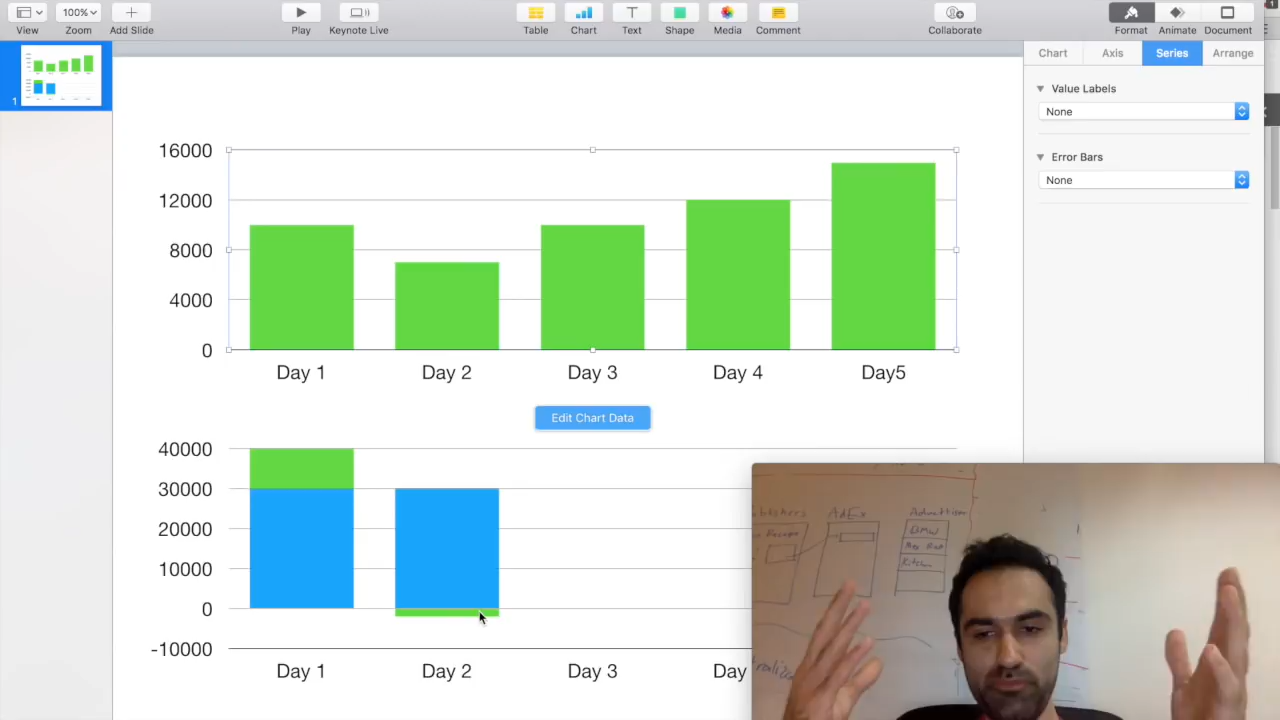 100%
View
Zoom
Add Slide
Play
Keynote Live
Table
Chart
Text
Shape
Media
Comment
Collaborate
Format
Animate
Document
Chart
Axis
Series
Arrange
1
Value Labels
None
Error Bars
None
16000
12000
8000
4000
0
Day 1
Day 2
Day 3
Day 4
Day5
Edit Chart Data
40000
30000
20000
10000
0
-10000
Day 1
Day 2
Day 3
Day
AdEx
BMW